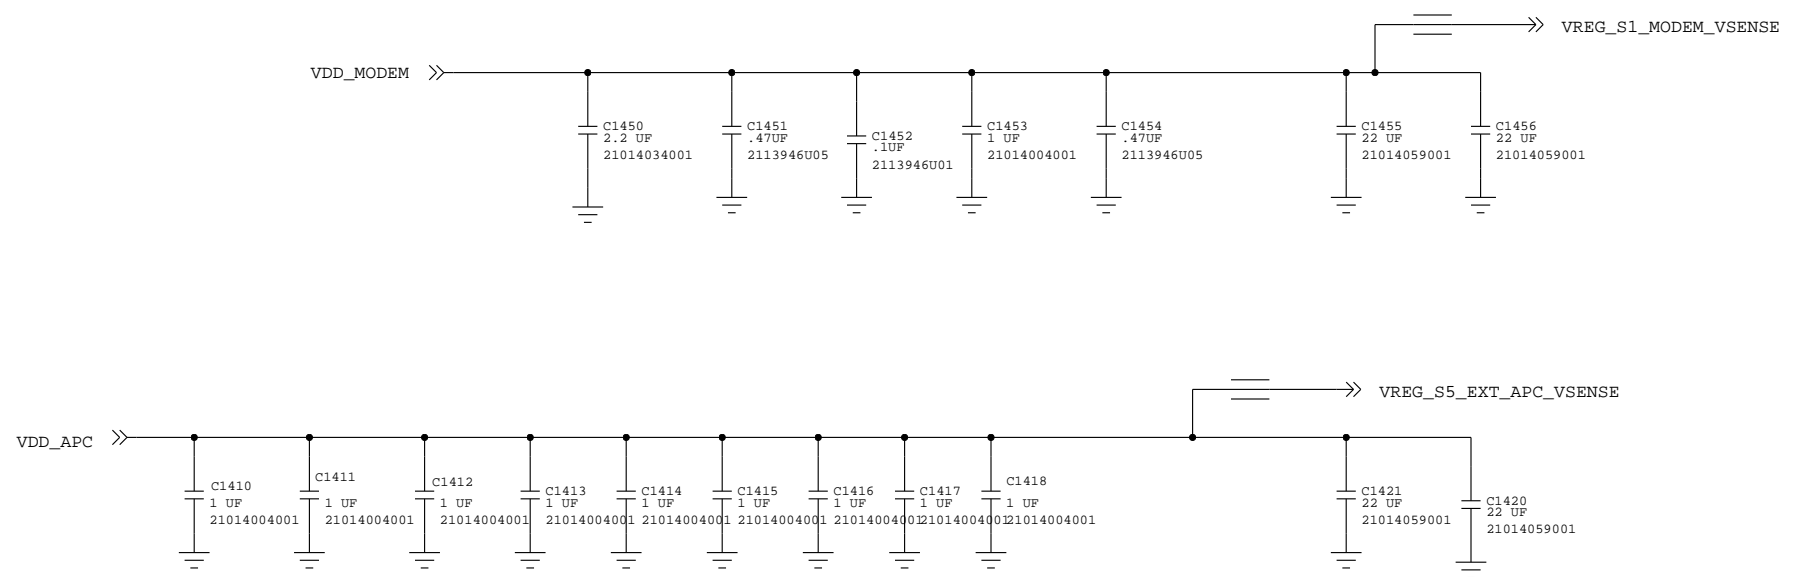 VREG_S1_MODEM_VSENSE
VDD_MODEM
C1450
2.2 UF
21014034001
C1451
.47UF
2113946U05
C1452
.1UF
2113946U01
C1453
1 UF
21014004001
C1454
.47UF
2113946U05
C1455
22 UF
21014059001
C1456
22 UF
21014059001
VREG_S5_EXT_APC_VSENSE
VDD_APC
C1410
1 UF
21014004001
C1411
1 UF
21014004001
C1412
1 UF
21014004001
C1413
1 UF
21014004001
C1414
1 UF
21014004001
C1415
1 UF
21014004001
C1416
1 UF
21014004001
C1417
1 UF
21014004001
C1418
1 UF
21014004001
C1421
22 UF
21014059001
C1420
22 UF
21014059001